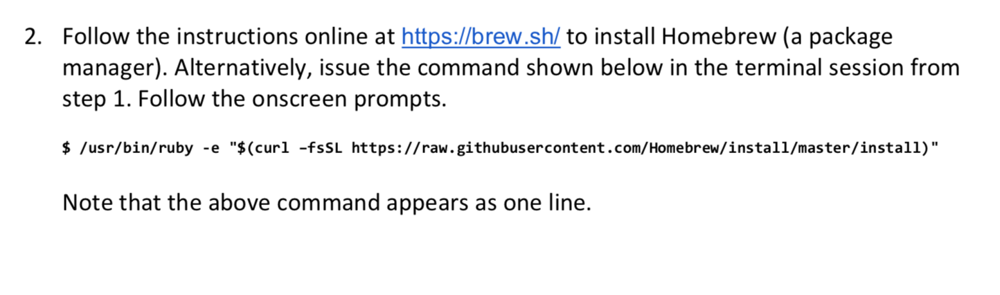 2. Follow the instructions online at https://brew.sh/ to install Homebrew (a package
manager). Alternatively, issue the command shown below in the terminal session from
step 1. Follow the onscreen prompts.
$ /usr/bin/ruby -e "$(curl –fsSL https://raw.githubusercontent.com/Homebrew/install/master/install)"
Note that the above command appears as one line.